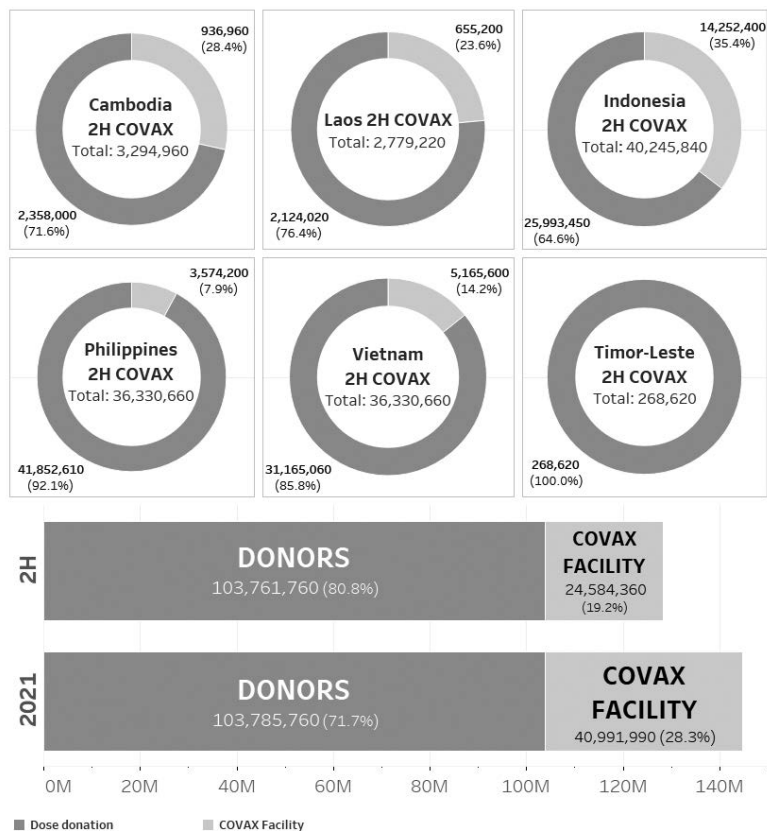 936,960
(28.4%)
Cambodia
2H COVAX
Total: 3,294,960
2,358,000
(71.6%)
655,200
(23.6%)
Laos 2H COVAX
Total: 2,779,220
2,124,020
(76.4%)
14,252,400
(35.4%)
Indonesia
2H COVAX
Total: 40,245,840
25,993,450
(64.6%)
3,574,200
(7.9%)
Philippines
2H COVAX
Total: 36,330,660
41,852,610
(92.1%)
5,165,600
(14.2%)
Vietnam
2H COVAX
Total: 36,330,660
31,165,060
(85.8%)
Timor-Leste
2H COVAX
Total: 268,620
268,620
(100.0%)
2H
DONORS
103,761,760 (80.8%)
COVAX
FACILITY
24,584,360
(19.2%)
2021
DONORS
103,785,760 (71.7%)
COVAX
FACILITY
40,991,990 (28.3%)
0M 20M 40M 60M 80M 100M 120M 140M
Dose donation COVAX Facility